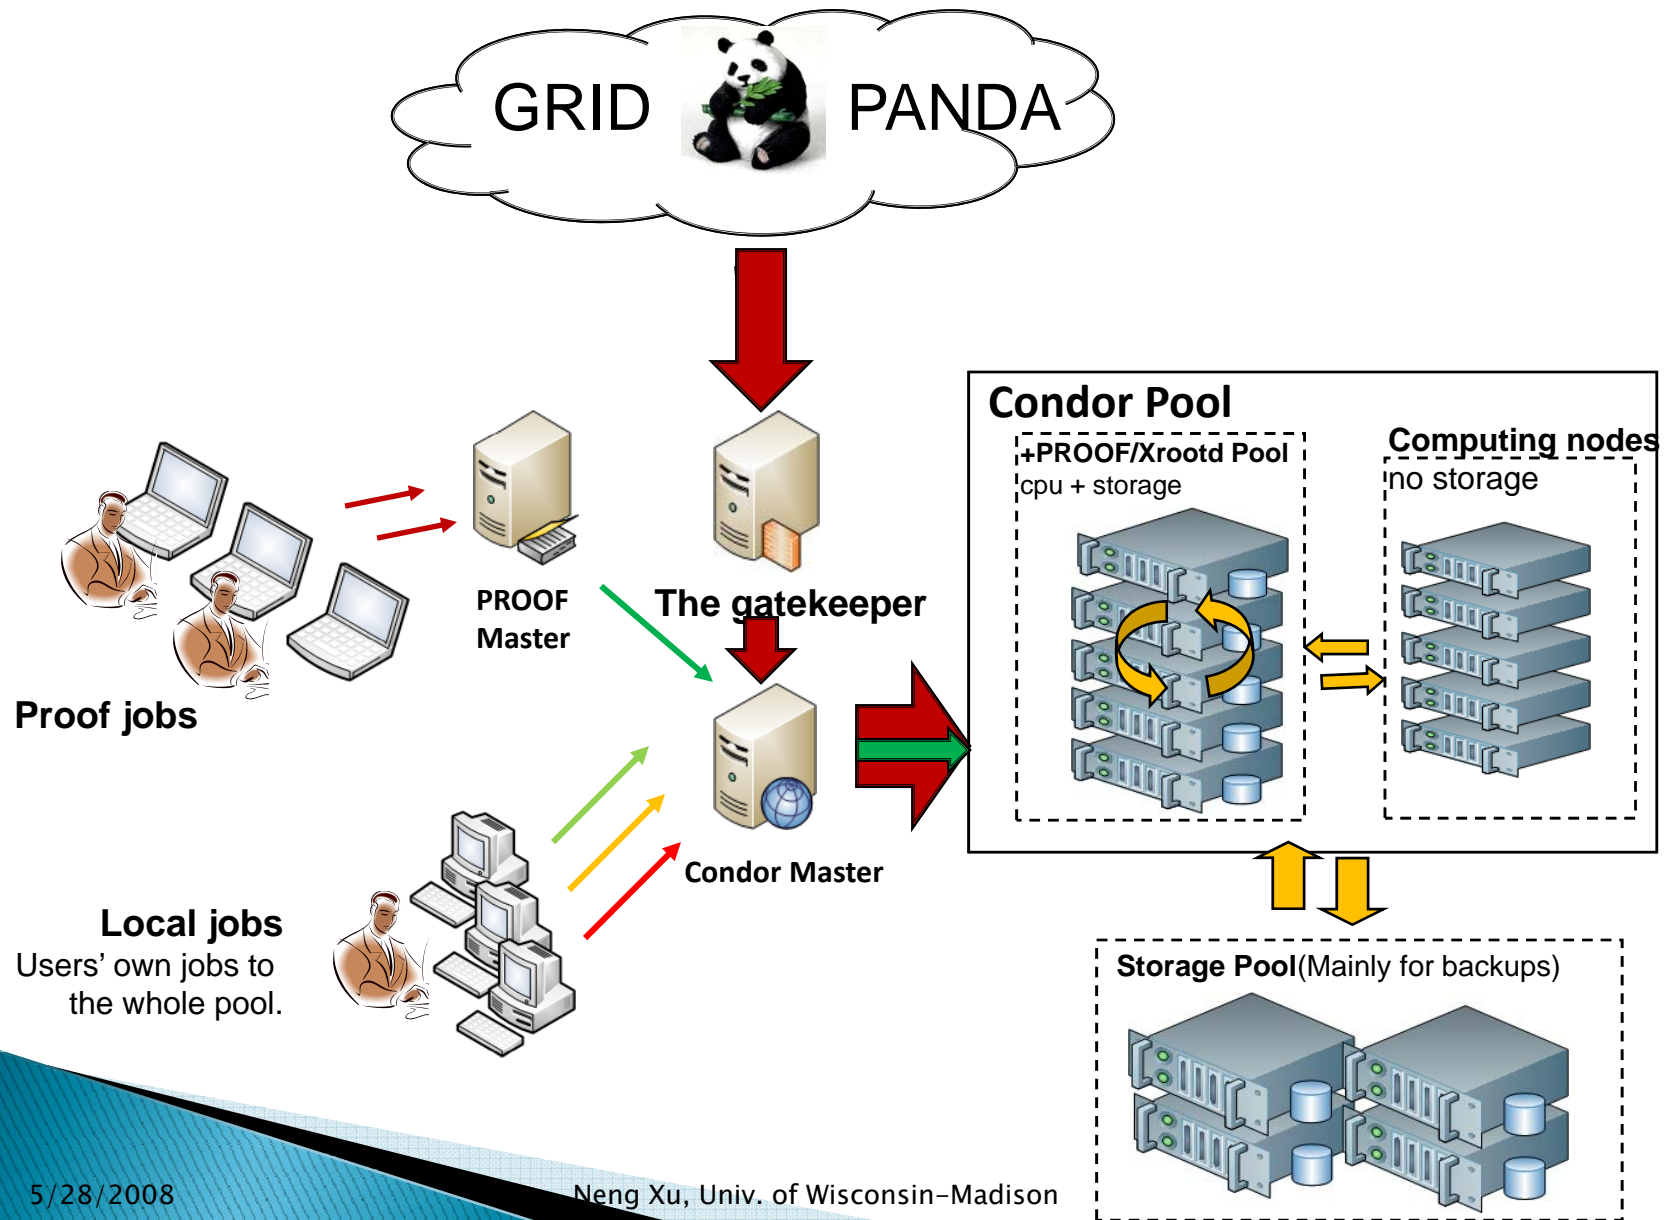 GRID PANDA
Condor Pool
+PROOF/Xrootd Pool
cpu + storage
Computing nodes
no storage
PROOF
Master
The gatekeeper
Proof jobs
Condor Master
Local jobs
Users’ own jobs to
the whole pool.
Storage Pool(Mainly for backups)
5/28/2008
Neng Xu, Univ. of Wisconsin-Madison